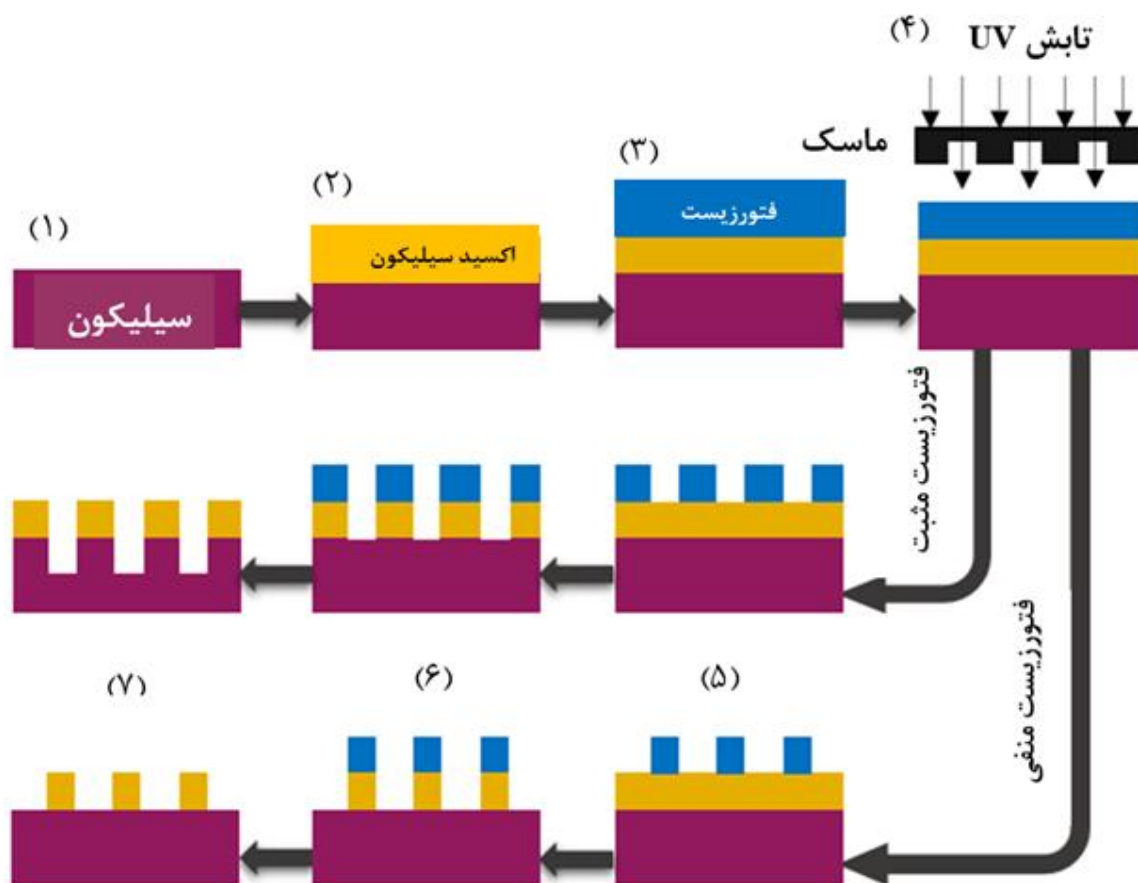 (۴) تابش UV
ماسک
(۳)
فتورزیست
(۲)
اکسید سیلیکون
(۱)
سیلیکون
فتورزیست مثبت
فتورزیست منفی
(۷)
(۶)
(۵)